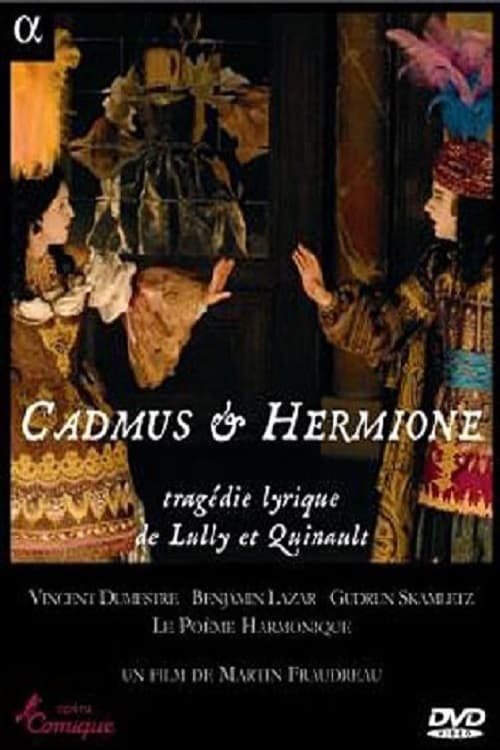 α
CADMUS & HERMIONE
tragédie lyrique
de Lully et Quinault
VINCENT DUMESTRE BENJAMIN LAZAR GUDRUN SKAMLETZ
LE POÈME HARMONIQUE
UN FILM DE MARTIN FRAUDREAU
opéra
Comique
DVD
VIDEO